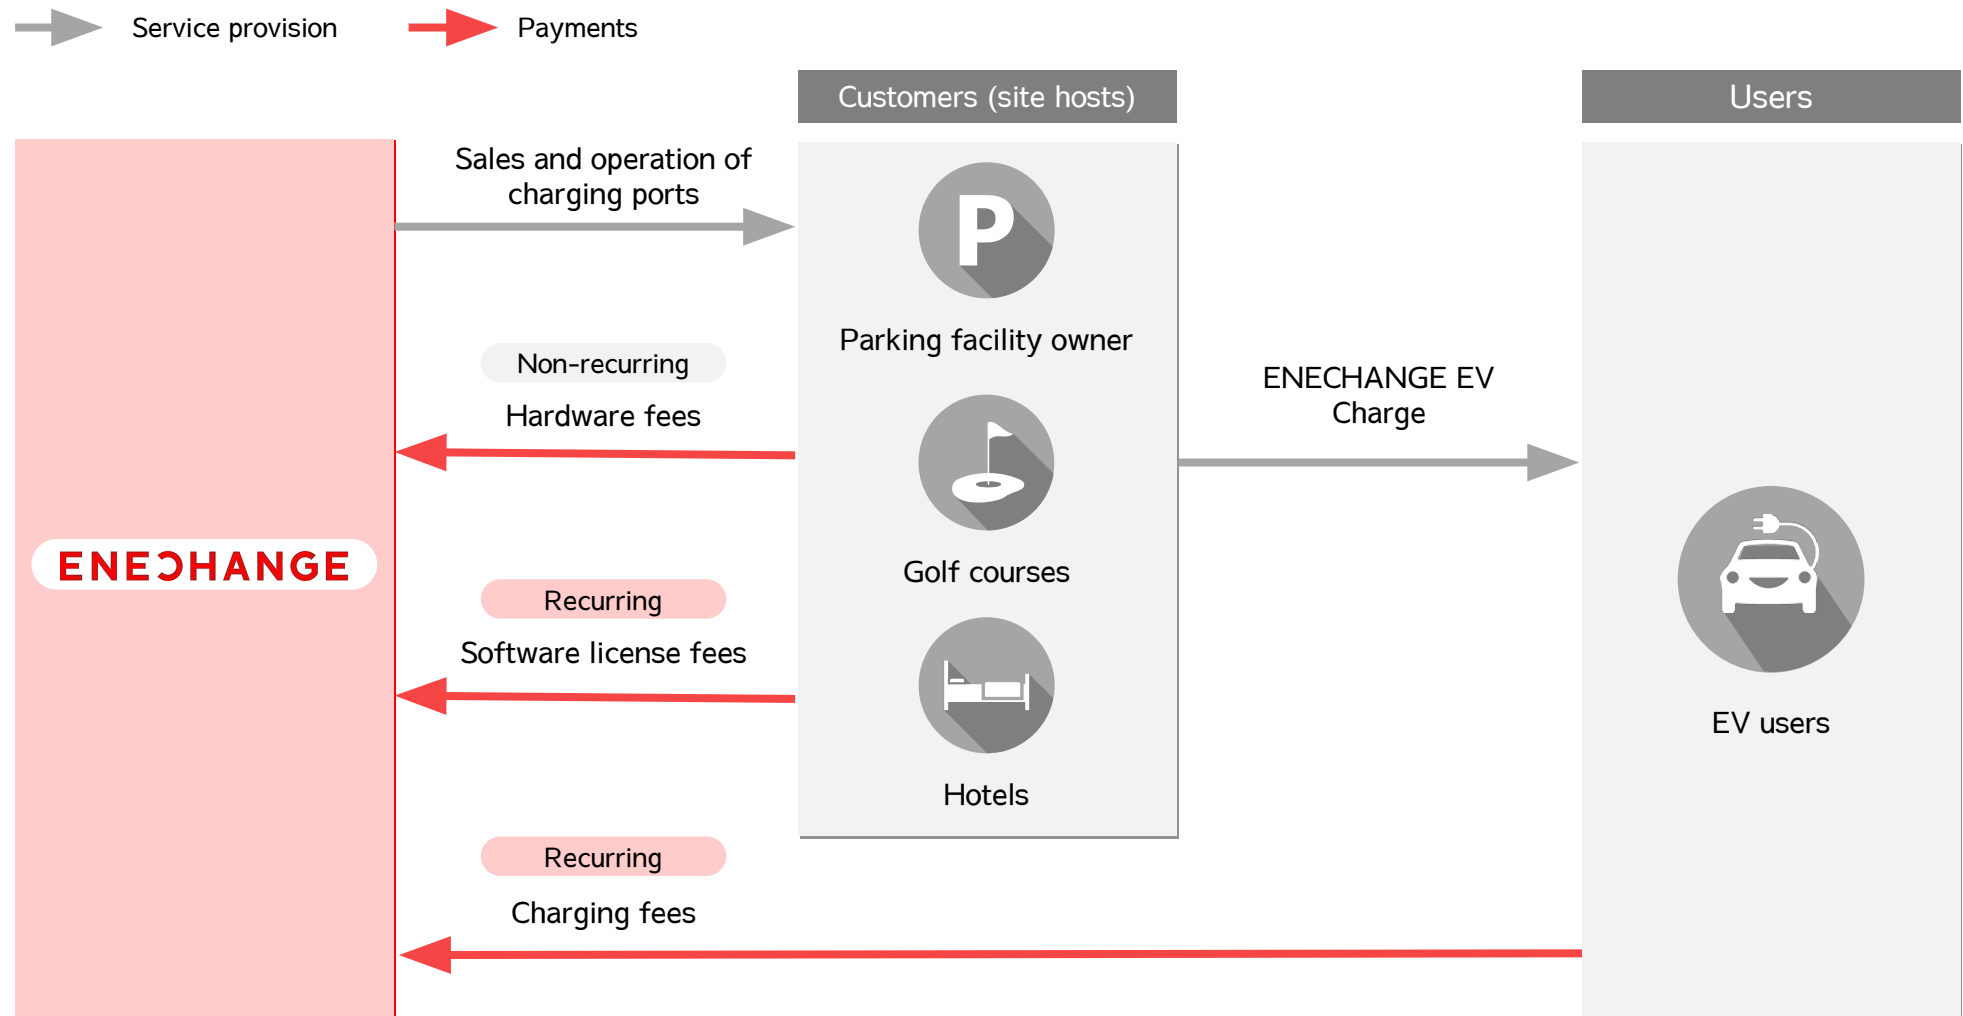 Service provision
Payments
Customers (site hosts)
Users
Sales and operation of
charging ports
P
Parking facility owner
Non-recurring
Hardware fees
ENECHANGE EV
Charge
ENECHANGE
Golf courses
Recurring
Software license fees
EV users
Hotels
Recurring
Charging fees